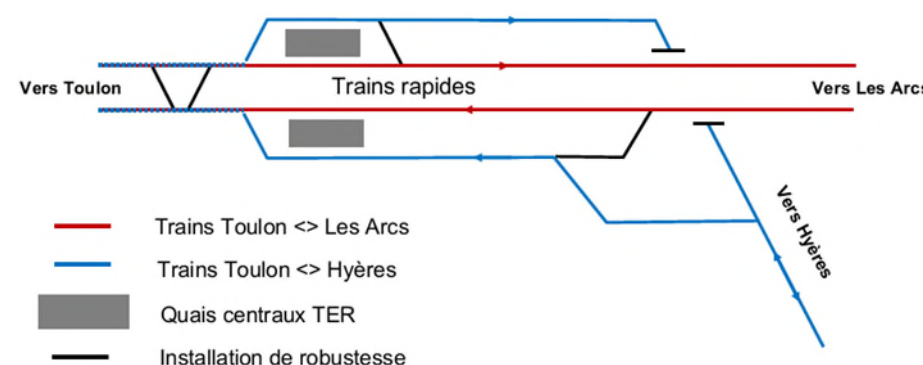 Trains rapides
Vers Toulon
Vers Les Arcs
Vers Hyères
Trains Toulon <> Les Arcs
Trains Toulon <> Hyères
Quais centraux TER
Installation de robustesse